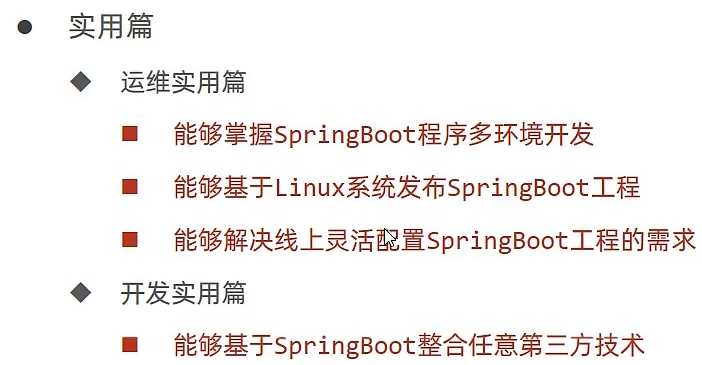 实用篇
运维实用篇
能够掌握SpringBoot程序多环境开发
能够基于Linux系统发布SpringBoot工程
能够解决线上灵活配置SpringBoot工程的需求
开发实用篇
能够基于SpringBoot整合任意第三方技术